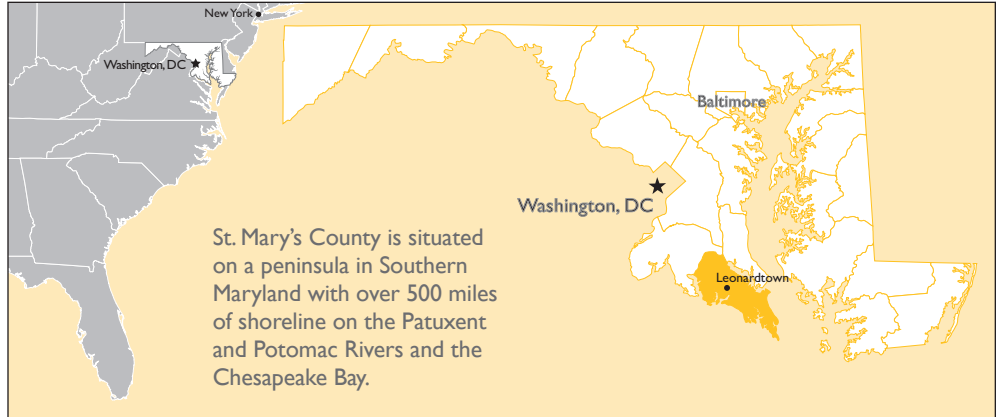 New York
Washington, DC
Baltimore
Washington, DC
Leonardtown
St. Mary's County is situated
on a peninsula in Southern
Maryland with over 500 miles
of shoreline on the Patuxent
and Potomac Rivers and the
Chesapeake Bay.